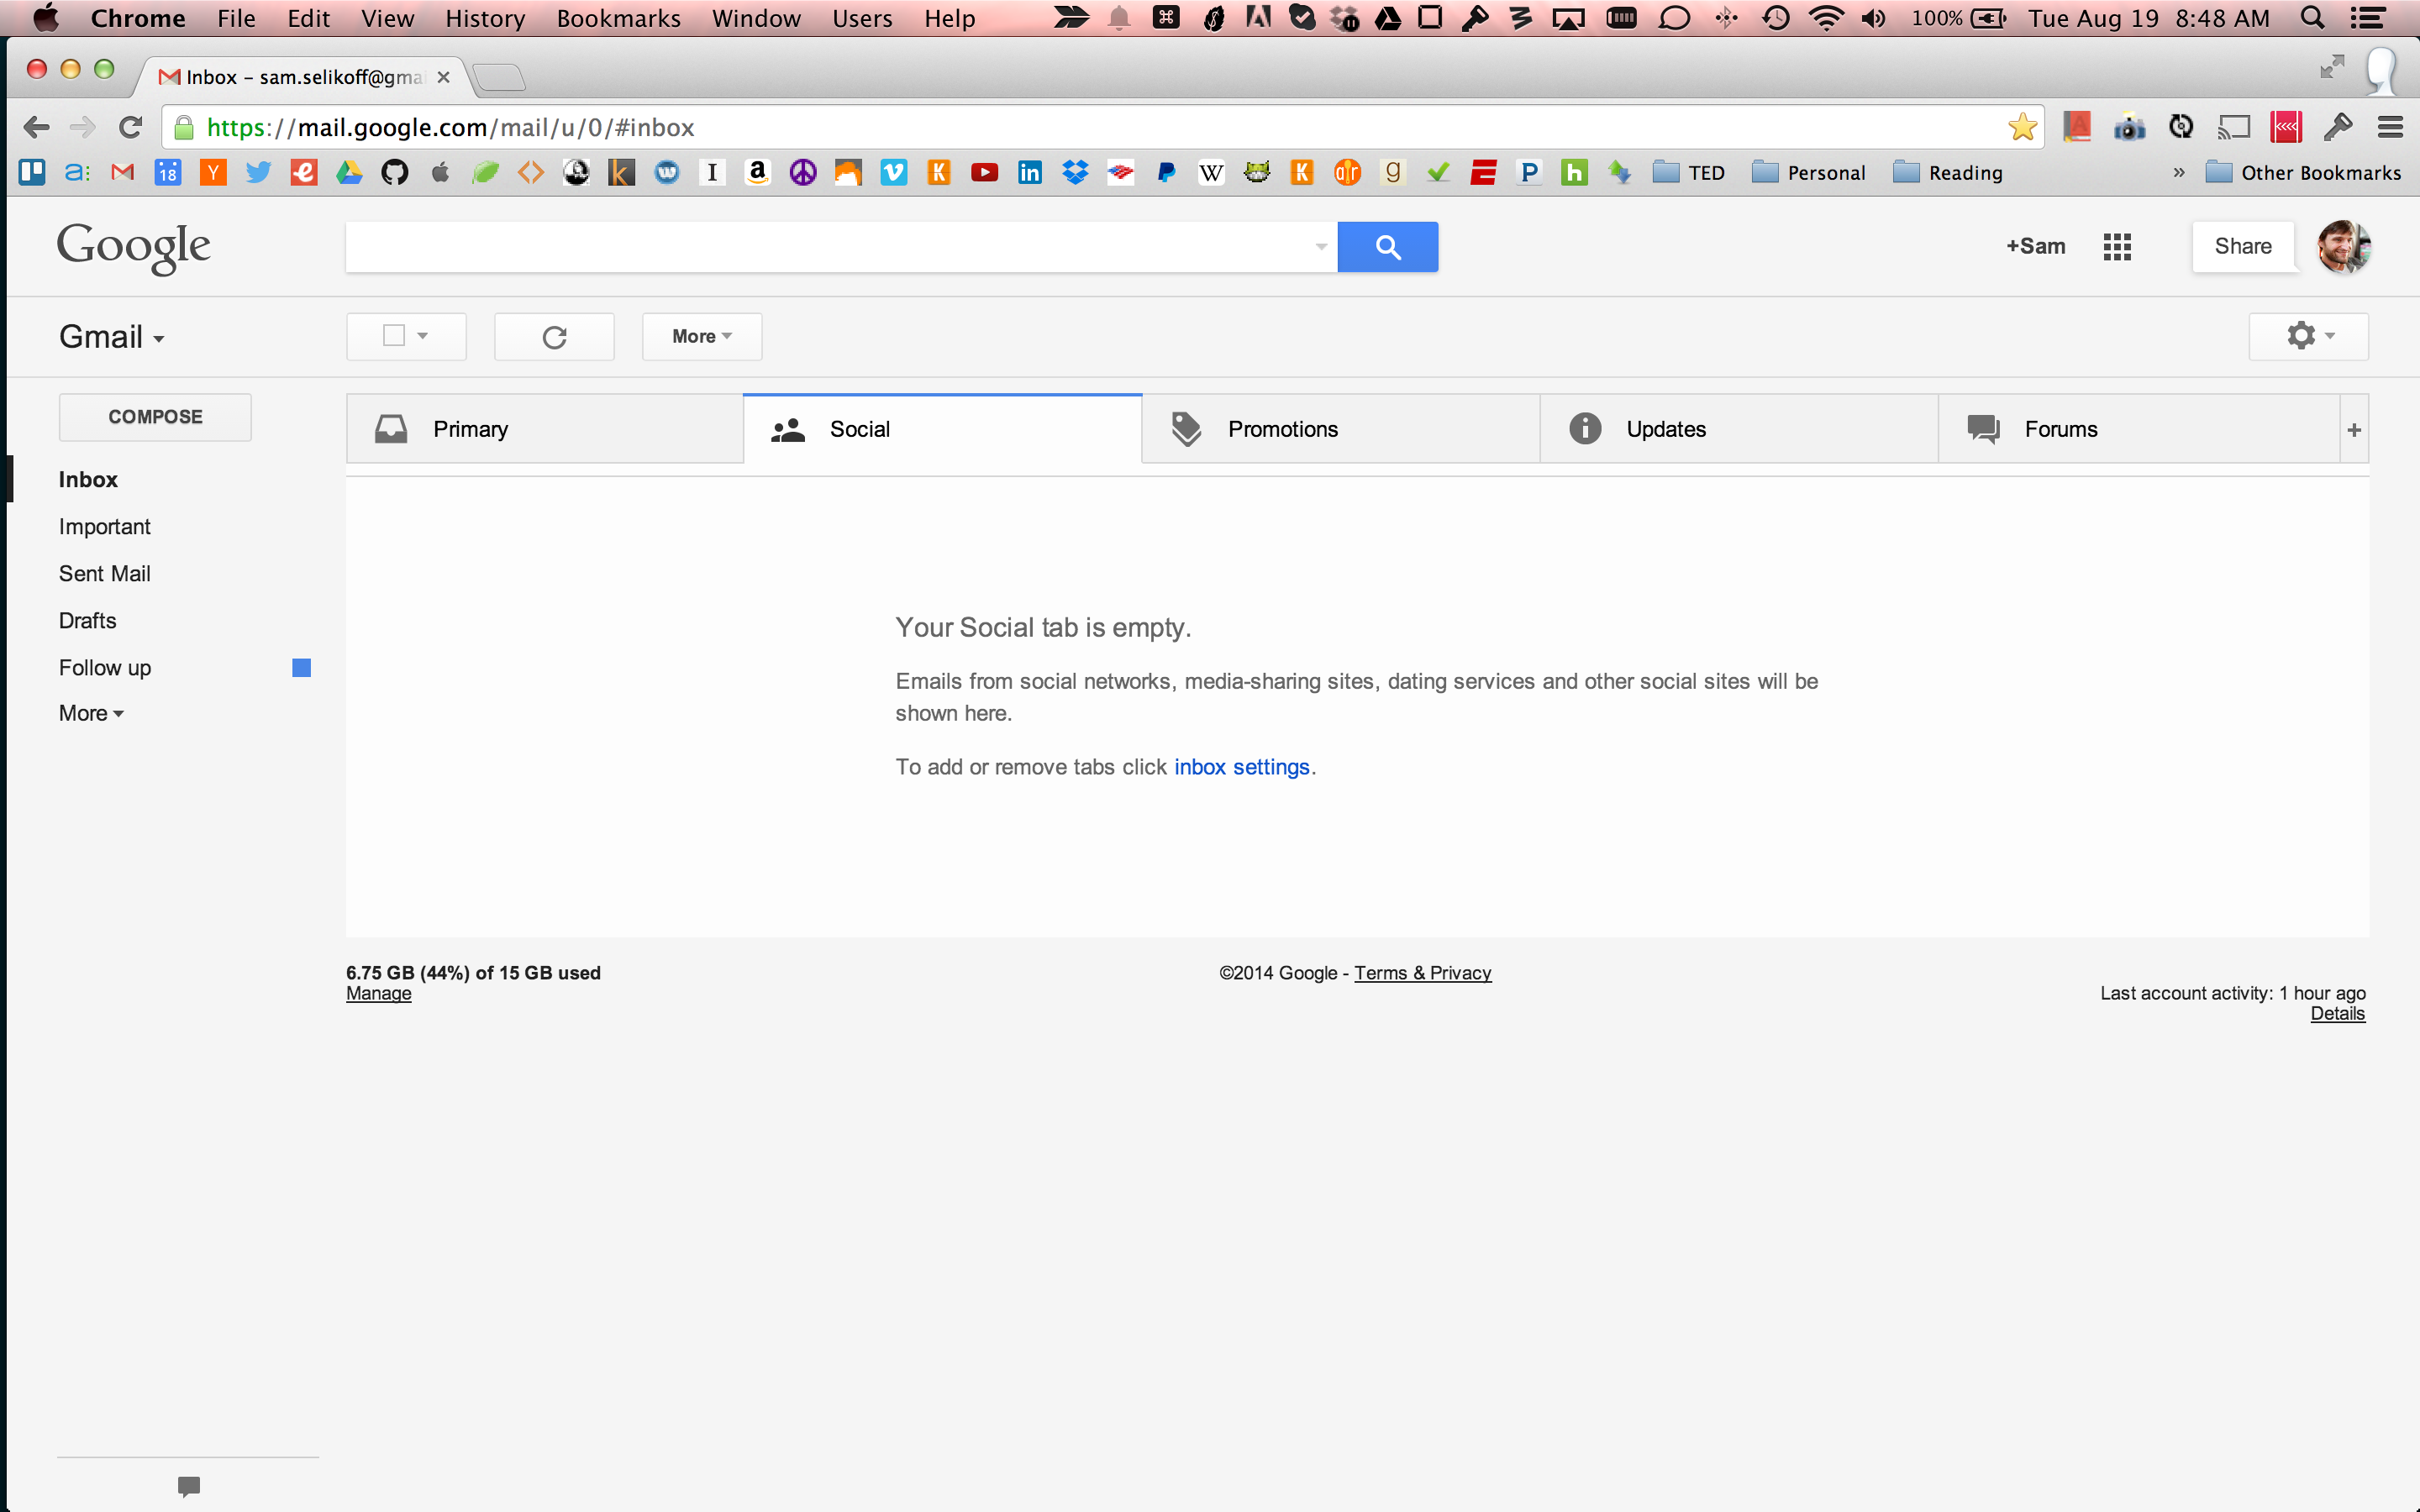 Chrome File Edit View History Bookmarks Window Users Help 100% Tue Aug 19 8:48 AM
Inbox – sam.selikoff@gma
https://mail.google.com/mail/u/0/#inbox
a: 18 Y e k W I a V K in W K g P h TED Personal Reading » Other Bookmarks
Google
+Sam
Share
Gmail
More
COMPOSE
Primary
Social
Promotions
Updates
Forums
+
Inbox
Important
Sent Mail
Drafts
Follow up
More
Your Social tab is empty.
Emails from social networks, media-sharing sites, dating services and other social sites will be
shown here.
To add or remove tabs click inbox settings.
6.75 GB (44%) of 15 GB used
Manage
©2014 Google - Terms & Privacy
Last account activity: 1 hour ago
Details